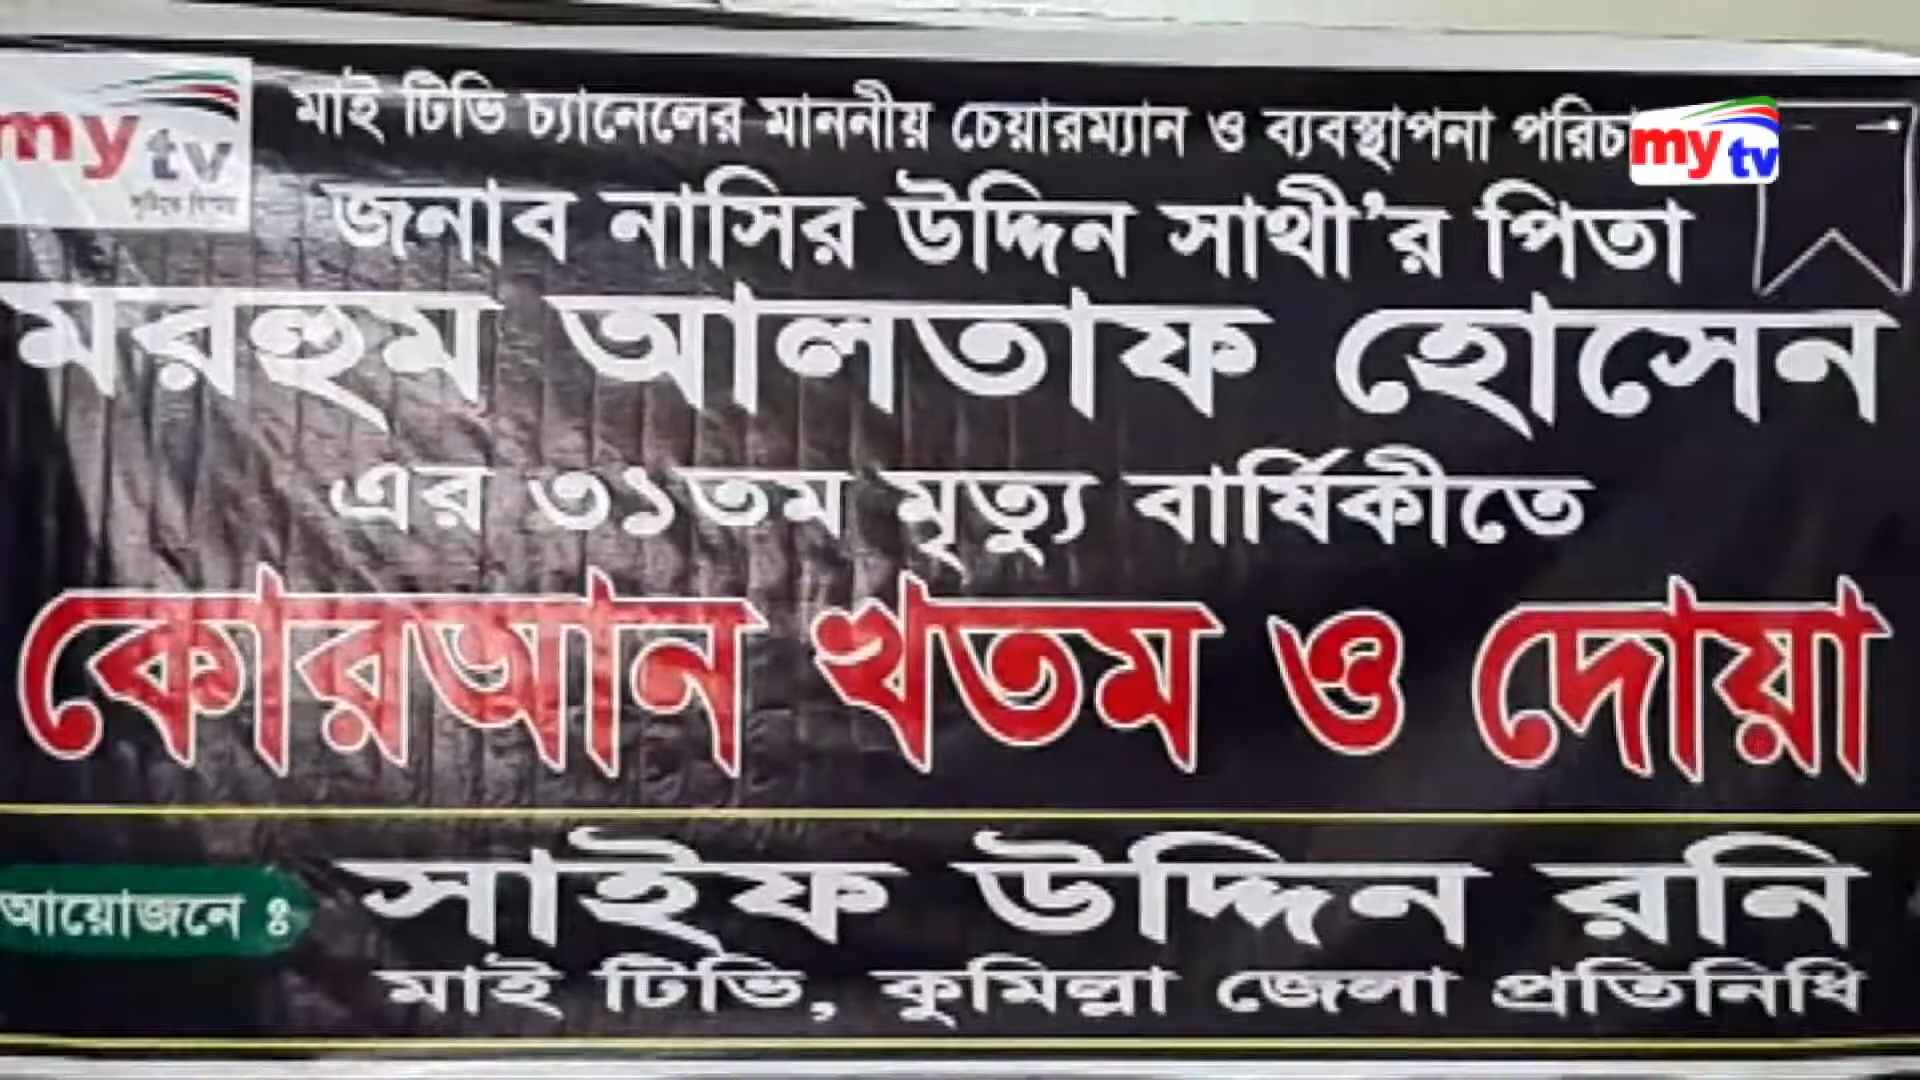 my tv
মাই টিভি চ্যানেলের মাননীয় চেয়ারম্যান ও ব্যবস্থাপনা
my tv
জনাব নাসির উদ্দিন সাথী'র পিতা
মরহুম আলতাফ হোসেন
এর ৩১তম মৃত্যু বার্ষিকীতে
কোরআন খতম ও দোয়া
আয়োজনে ঃ সাইফ উদ্দিন রনি
মাই টিভি, কুমিল্লা জেলা প্রতিনিধি